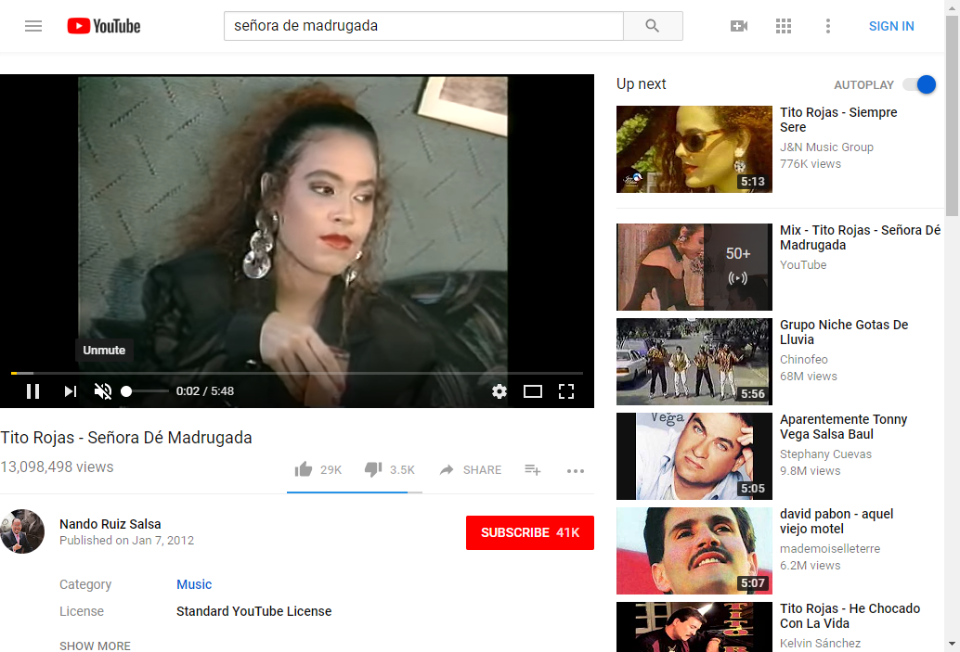 YouTube
señora de madrugada
SIGN IN
Unmute
0:02 / 5:48
Tito Rojas - Señora Dé Madrugada
13,098,498 views
29K
3.5K
SHARE
Nando Ruiz Salsa
Published on Jan 7, 2012
SUBSCRIBE 41K
Category
Music
License
Standard YouTube License
SHOW MORE
Up next
AUTOPLAY
5:13
Tito Rojas - Siempre
Sere
J&N Music Group
776K views
50+
Mix - Tito Rojas - Señora Dé
Madrugada
YouTube
5:56
Grupo Niche Gotas De
Lluvia
Chinofeo
68M views
Vega
5:05
Aparentemente Tonny
Vega Salsa Baul
Stephany Cuevas
9.8M views
5:07
david pabon - aquel
viejo motel
mademoiselleterre
6.2M views
Tito Rojas - He Chocado
Con La Vida
Kelvin Sánchez